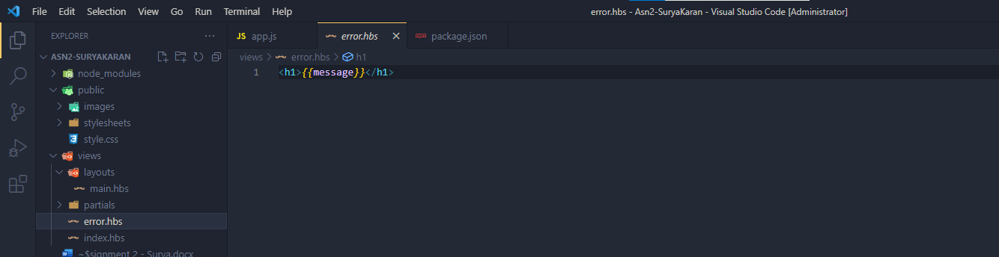 File Edit Selection View Go Run Terminal Help
error.hbs - Asn2-SuryaKaran - Visual Studio Code [Administrator]
EXPLORER
ASN2-SURYAKARAN
node_modules
public
images
stylesheets
style.css
views
layouts
main.hbs
partials
error.hbs
index.hbs
~$signment 2 - Surya.docx
JS app.js
error.hbs
package.json
views > error.hbs > h1
1 <h1>{{message}}</h1>